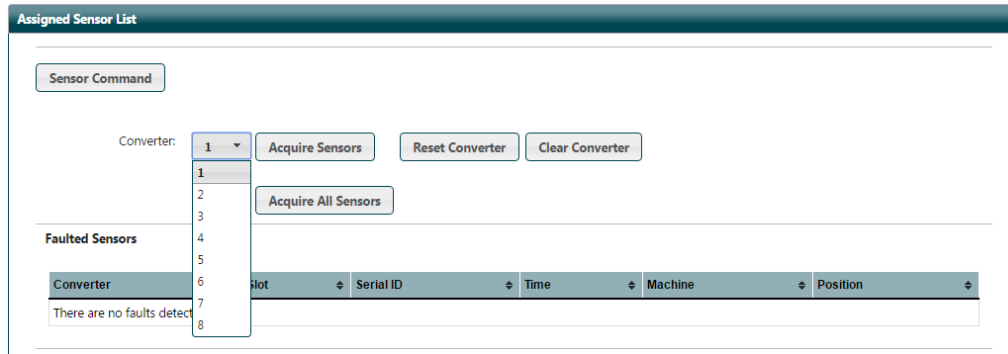 Assigned Sensor List
Sensor Command
Converter: 1 Acquire Sensors Reset Converter Clear Converter
1
2
Acquire All Sensors
3
4
Faulted Sensors
5
6
7
8
Converter Slot Serial ID Time Machine Position
There are no faults detect